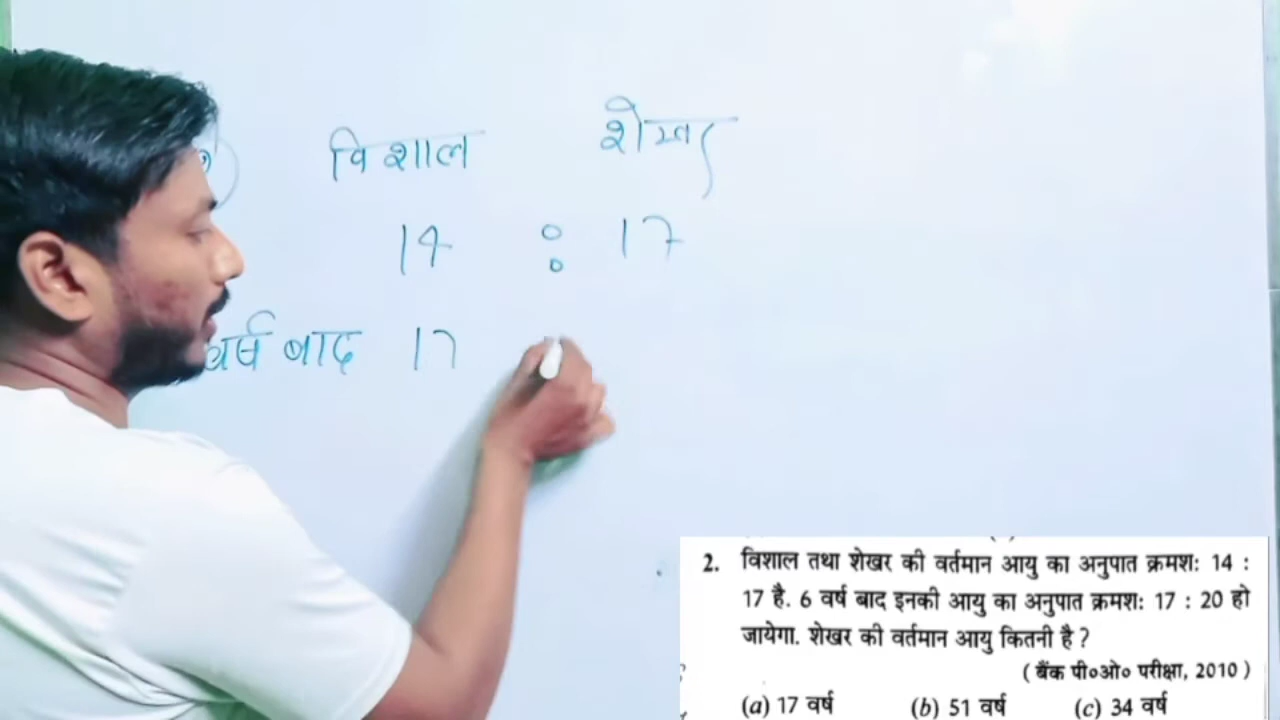 विशाल शेखर
14 : 17
वर्ष बाद 17
2. विशाल तथा शेखर की वर्तमान आयु का अनुपात क्रमश: 14 :
17 है. 6 वर्ष बाद इनकी आयु का अनुपात क्रमश: 17 : 20 हो
जायेगा. शेखर की वर्तमान आयु कितनी है ?
( बैंक पी०ओ० परीक्षा, 2010 )
(a) 17 वर्ष (b) 51 वर्ष (c) 34 वर्ष